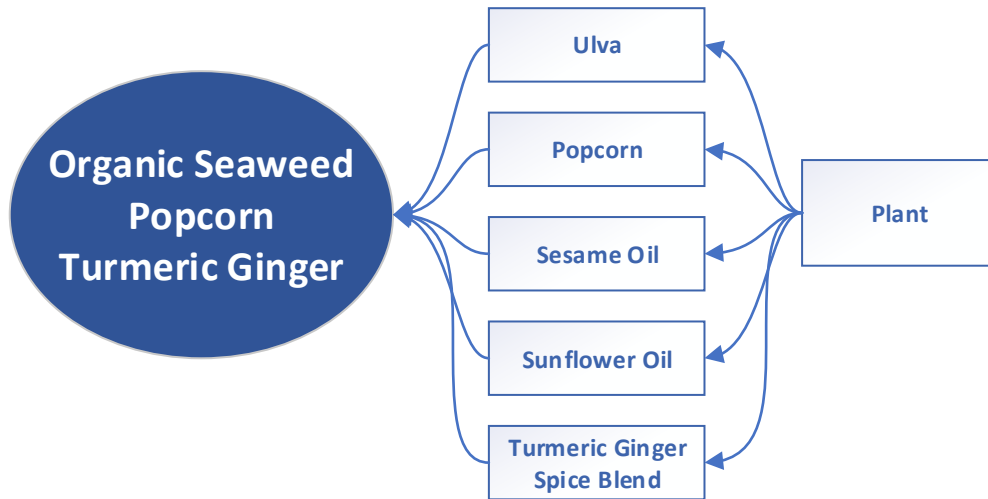 Organic Seaweed
Popcorn
Turmeric Ginger
Ulva
Popcorn
Sesame Oil
Sunflower Oil
Turmeric Ginger
Spice Blend
Plant